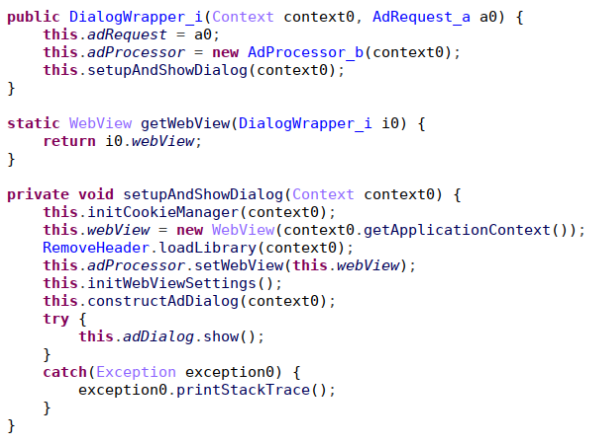 public DialogWrapper_i(Context context0, AdRequest_a a0) {
    this.adRequest = a0;
    this.adProcessor = new AdProcessor_b(context0);
    this.setupAndShowDialog(context0);
}

static WebView getWebView(DialogWrapper_i i0) {
    return i0.webView;
}

private void setupAndShowDialog(Context context0) {
    this.initCookieManager(context0);
    this.webView = new WebView(context0.getApplicationContext());
    RemoveHeader.loadLibrary(context0);
    this.adProcessor.setWebView(this.webView);
    this.initWebViewSettings();
    this.constructAdDialog(context0);
    try {
        this.adDialog.show();
    }
    catch(Exception exception0) {
        exception0.printStackTrace();
    }
}